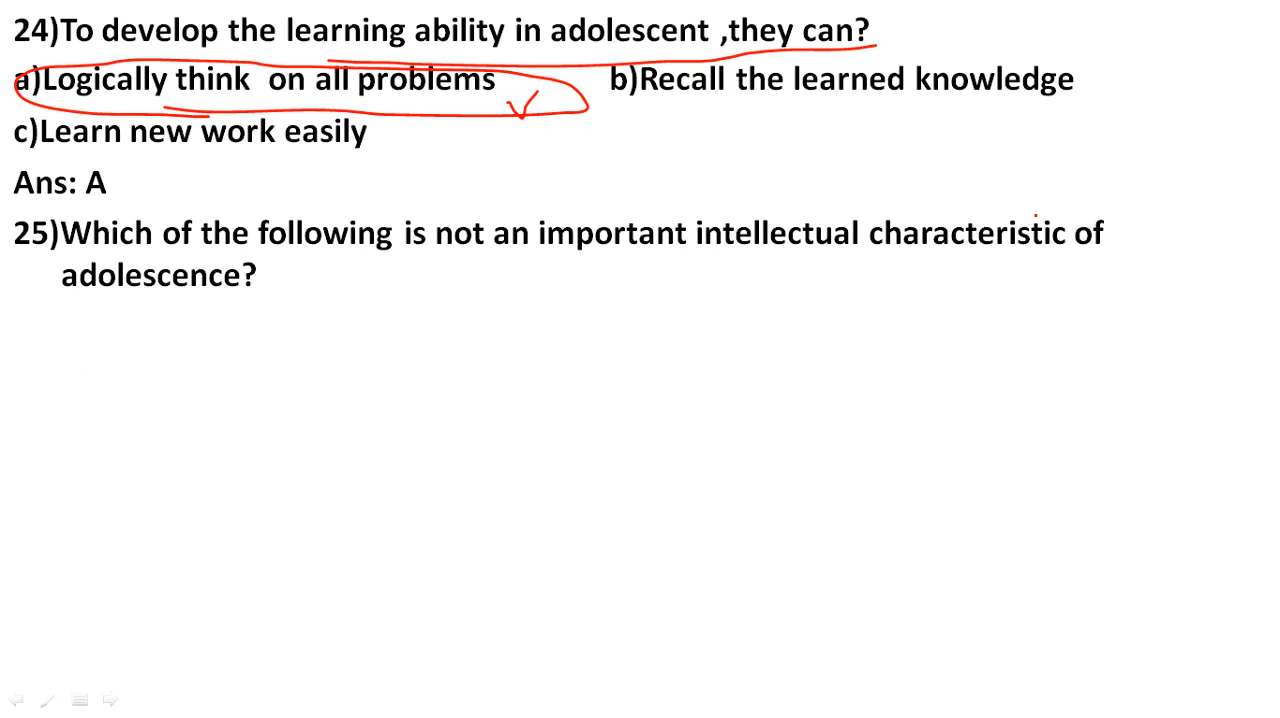 24)To develop the learning ability in adolescent ,they can?
a)Logically think on all problems b)Recall the learned knowledge
c)Learn new work easily
Ans: A
25)Which of the following is not an important intellectual characteristic of
adolescence?